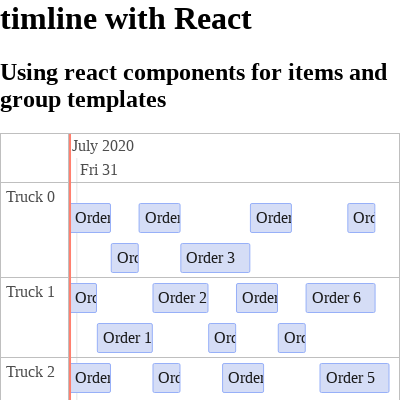 timline with React
Using react components for items and
group templates
July 2020
Fri 31
Truck 0
Order Order Order Orc
Orc Order 3
Truck 1
Orc Order 2 Order Order 6
Order 1 Orc Orc
Truck 2
Order Orc Order Order 5